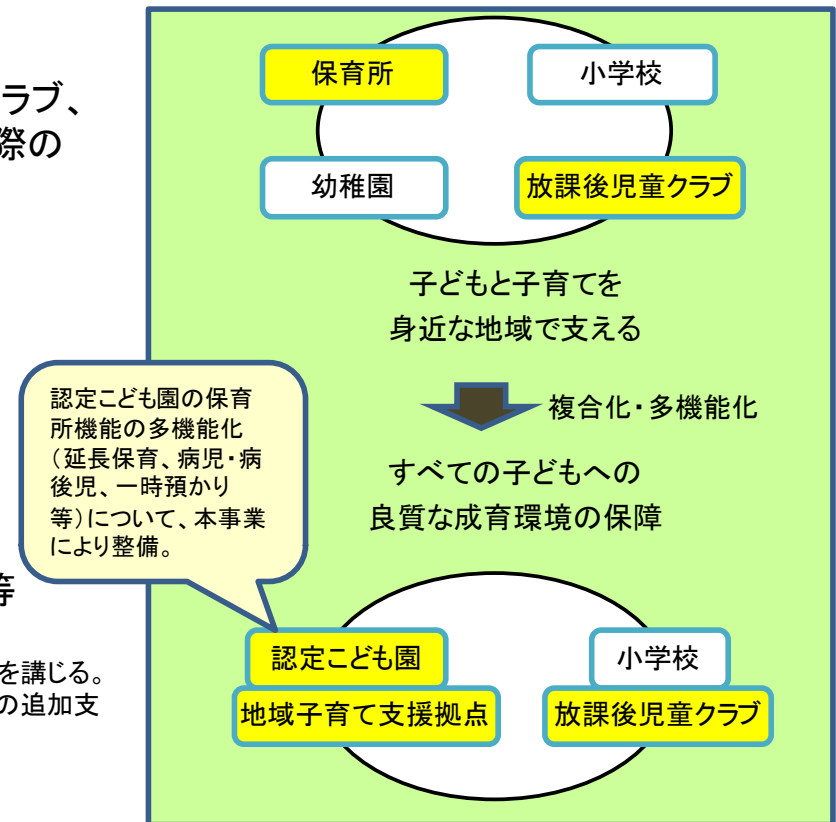 ラブ、
際の
等
を講じる。
の追加支
保育所
小学校
幼稚園
放課後児童クラブ
子どもと子育てを
身近な地域で支える
複合化・多機能化
認定こども園の保育
所機能の多機能化
（延長保育、病児・病
後児、一時預かり
等）について、本事業
により整備。
すべての子どもへの
良質な成育環境の保障
認定こども園
小学校
地域子育て支援拠点
放課後児童クラブ